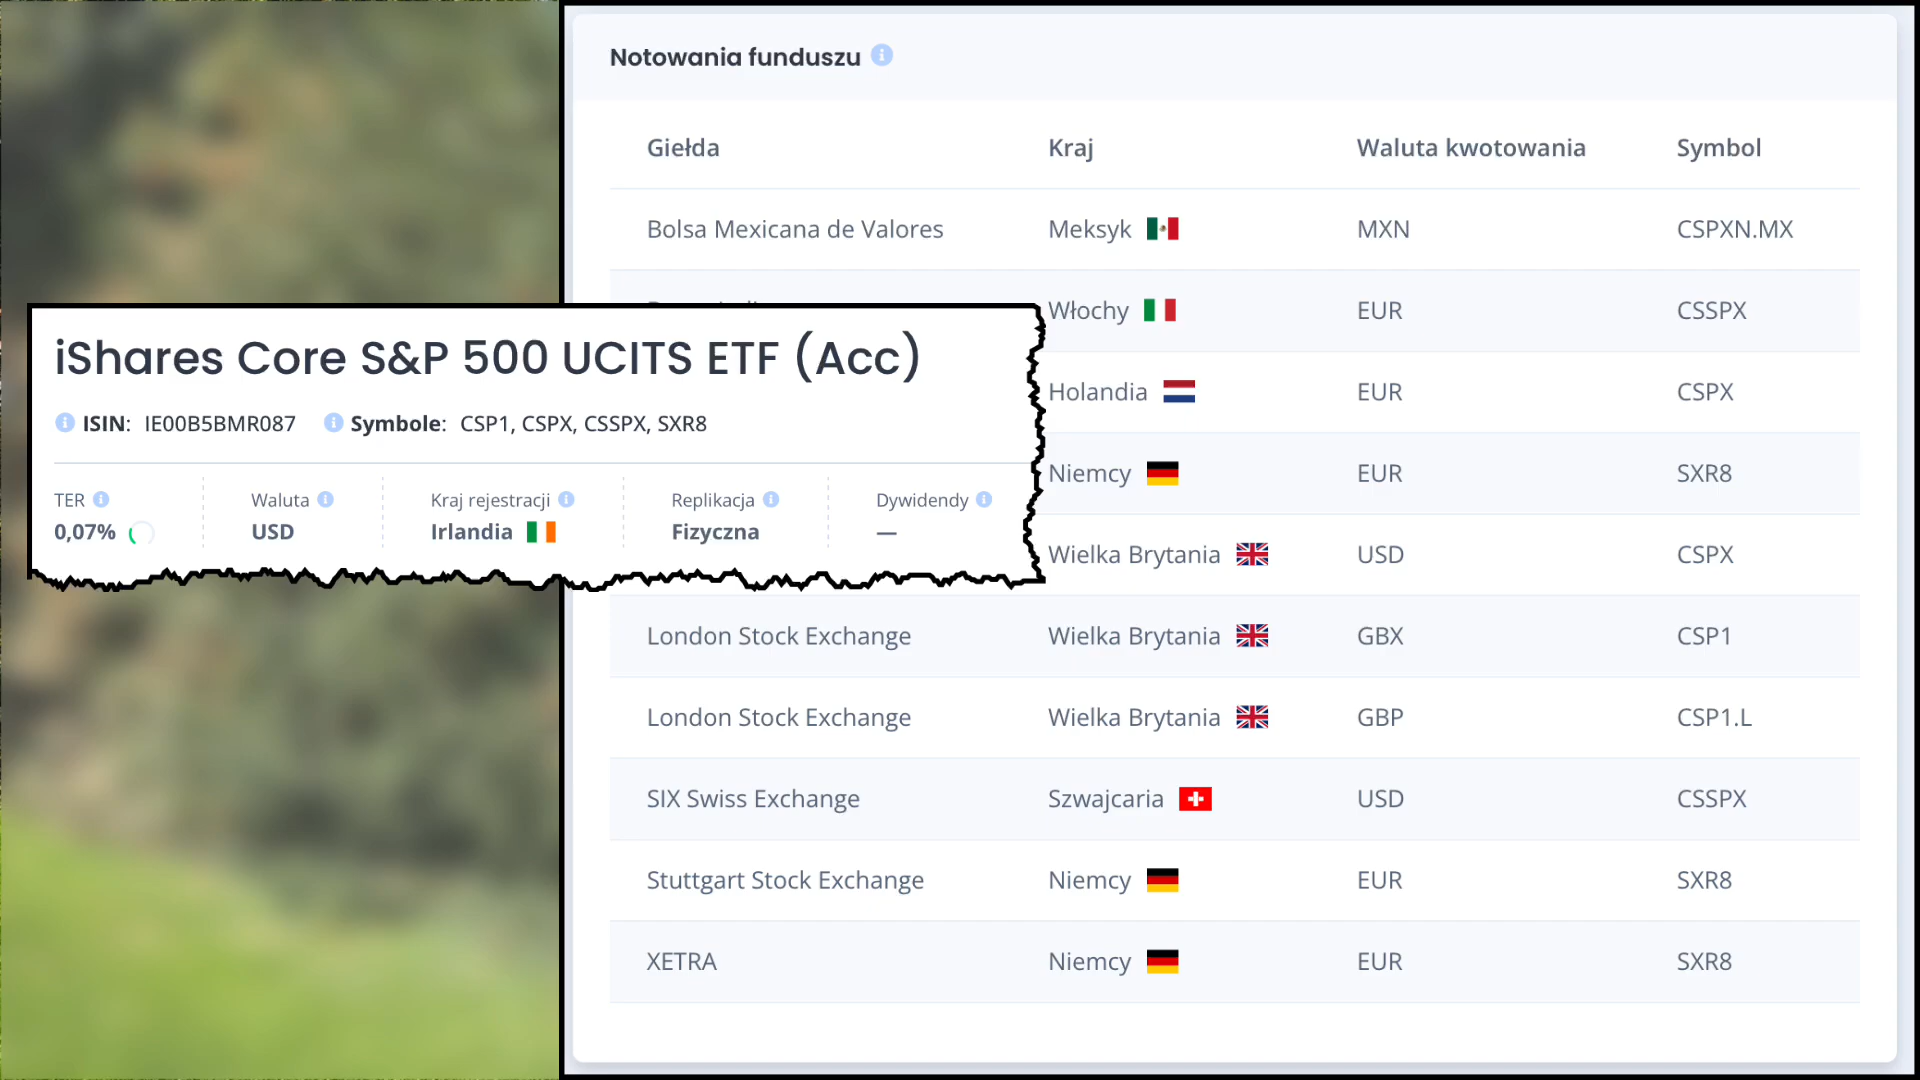 Notowania funduszu
Giełda Kraj Waluta kwotowania Symbol
Bolsa Mexicana de Valores Meksyk MXN CSPXN.MX
Włochy EUR CSSPX
Holandia EUR CSPX
Niemcy EUR SXR8
Wielka Brytania USD CSPX
London Stock Exchange Wielka Brytania GBX CSP1
London Stock Exchange Wielka Brytania GBP CSP1.L
SIX Swiss Exchange Szwajcaria USD CSSPX
Stuttgart Stock Exchange Niemcy EUR SXR8
XETRA Niemcy EUR SXR8
iShares Core S&P 500 UCITS ETF (Acc)
ISIN: IE00B5BMR087 Symbole: CSP1, CSPX, CSSPX, SXR8
TER Waluta Kraj rejestracji Replikacja Dywidendy
0,07% USD Irlandia Fizyczna —